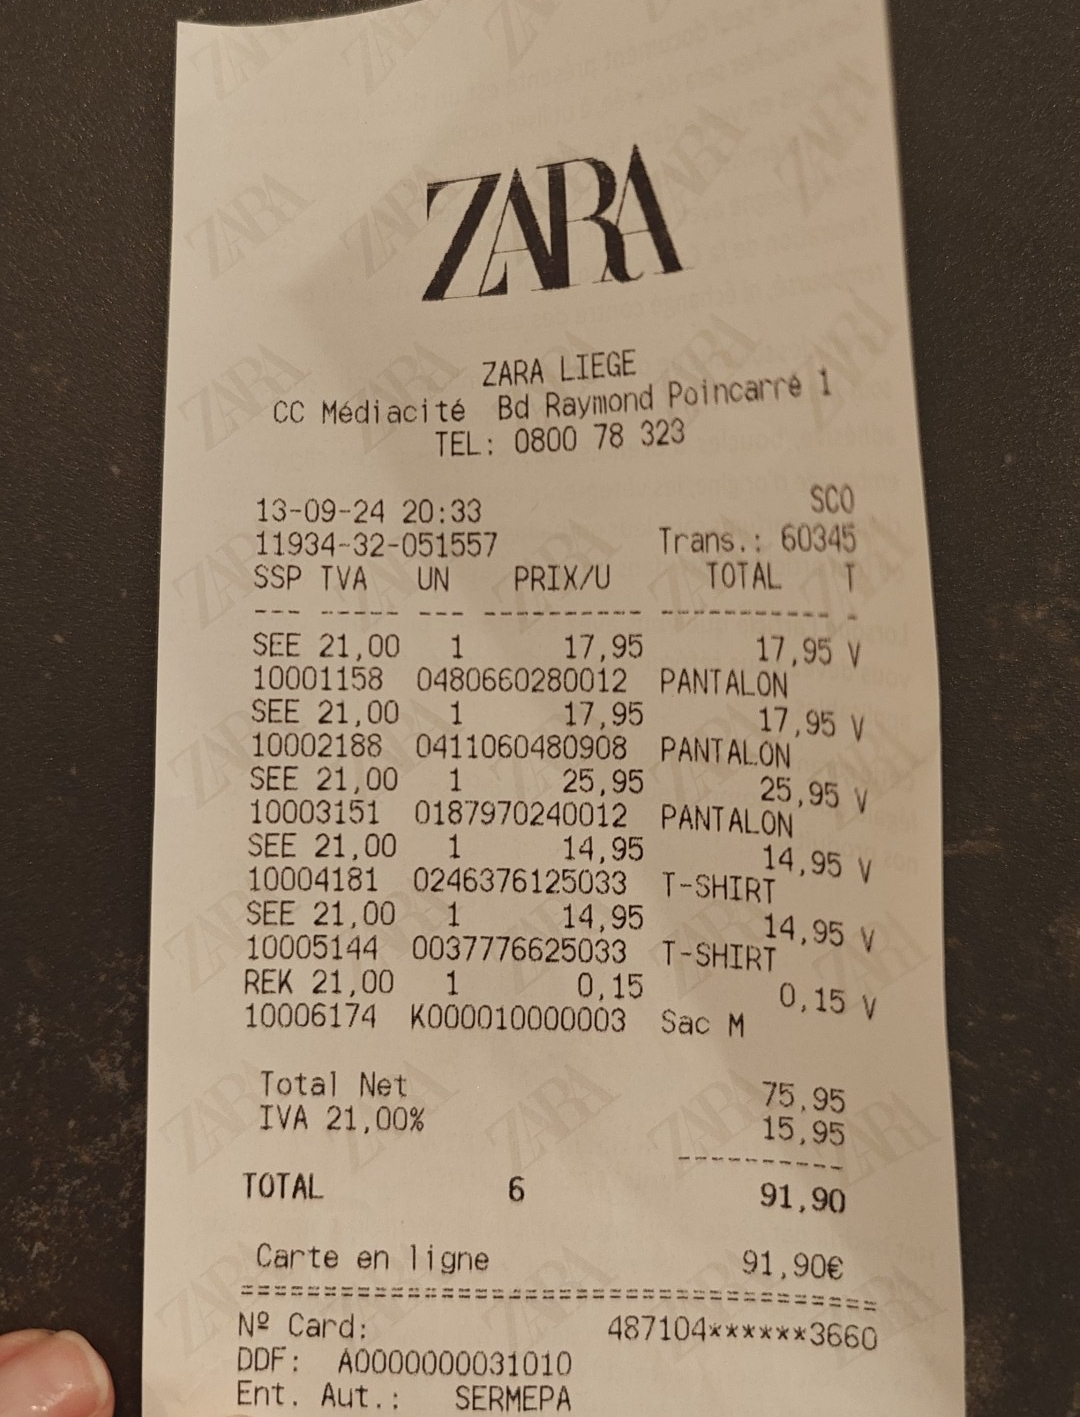 ZARA
ZARA LIEGE
CC Médiacité Bd Raymond Poincarré 1
TEL: 0800 78 323
13-09-24 20:33 SCO
11934-32-051557 Trans.: 60345
SSP TVA UN PRIX/U TOTAL T
--- ----- --- ---------- ----------- -
SEE 21,00 1 17,95 17,95 V
10001158 0480660280012 PANTALON
SEE 21,00 1 17,95 17,95 V
10002188 0411060480908 PANTALON
SEE 21,00 1 25,95 25,95 V
10003151 0187970240012 PANTALON
SEE 21,00 1 14,95 14,95 V
10004181 0246376125033 T-SHIRT
SEE 21,00 1 14,95 14,95 V
10005144 0037776625033 T-SHIRT
REK 21,00 1 0,15 0,15 V
10006174 K000010000003 Sac M
Total Net 75,95
IVA 21,00% 15,95
----------
TOTAL 6 91,90
Carte en ligne 91,90€
=======================================
Nº Card: 487104******3660
DDF: A0000000031010
Ent. Aut.: SERMEPA